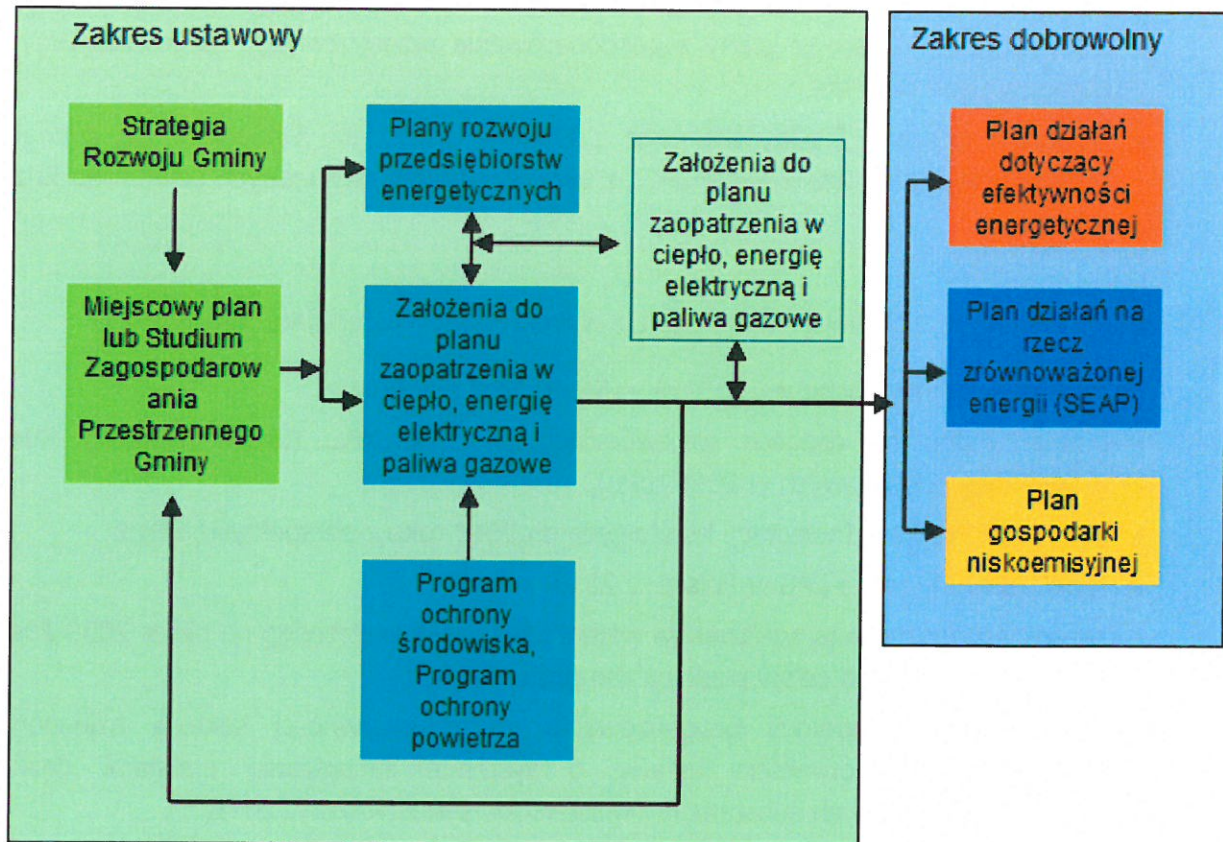 Zakres ustawowy
Strategia
Rozwoju Gminy
Miejscowy plan
lub Studium
Zagospodarow
ania
Przestrzennego
Gminy
Plany rozwoju
przedsiębiorstw
energetycznych
Założenia do
planu
zaopatrzenia w
ciepło, energię
elektryczną i
paliwa gazowe
Program
ochrony
środowiska,
Program
ochrony
powietrza
Założenia do
planu
zaopatrzenia w
ciepło, energię
elektryczną i
paliwa gazowe
Zakres dobrowolny
Plan działań
dotyczący
efektywności
energetycznej
Plan działań na
rzecz
zrównoważonej
energii (SEAP)
Plan
gospodarki
niskoemisyjnej